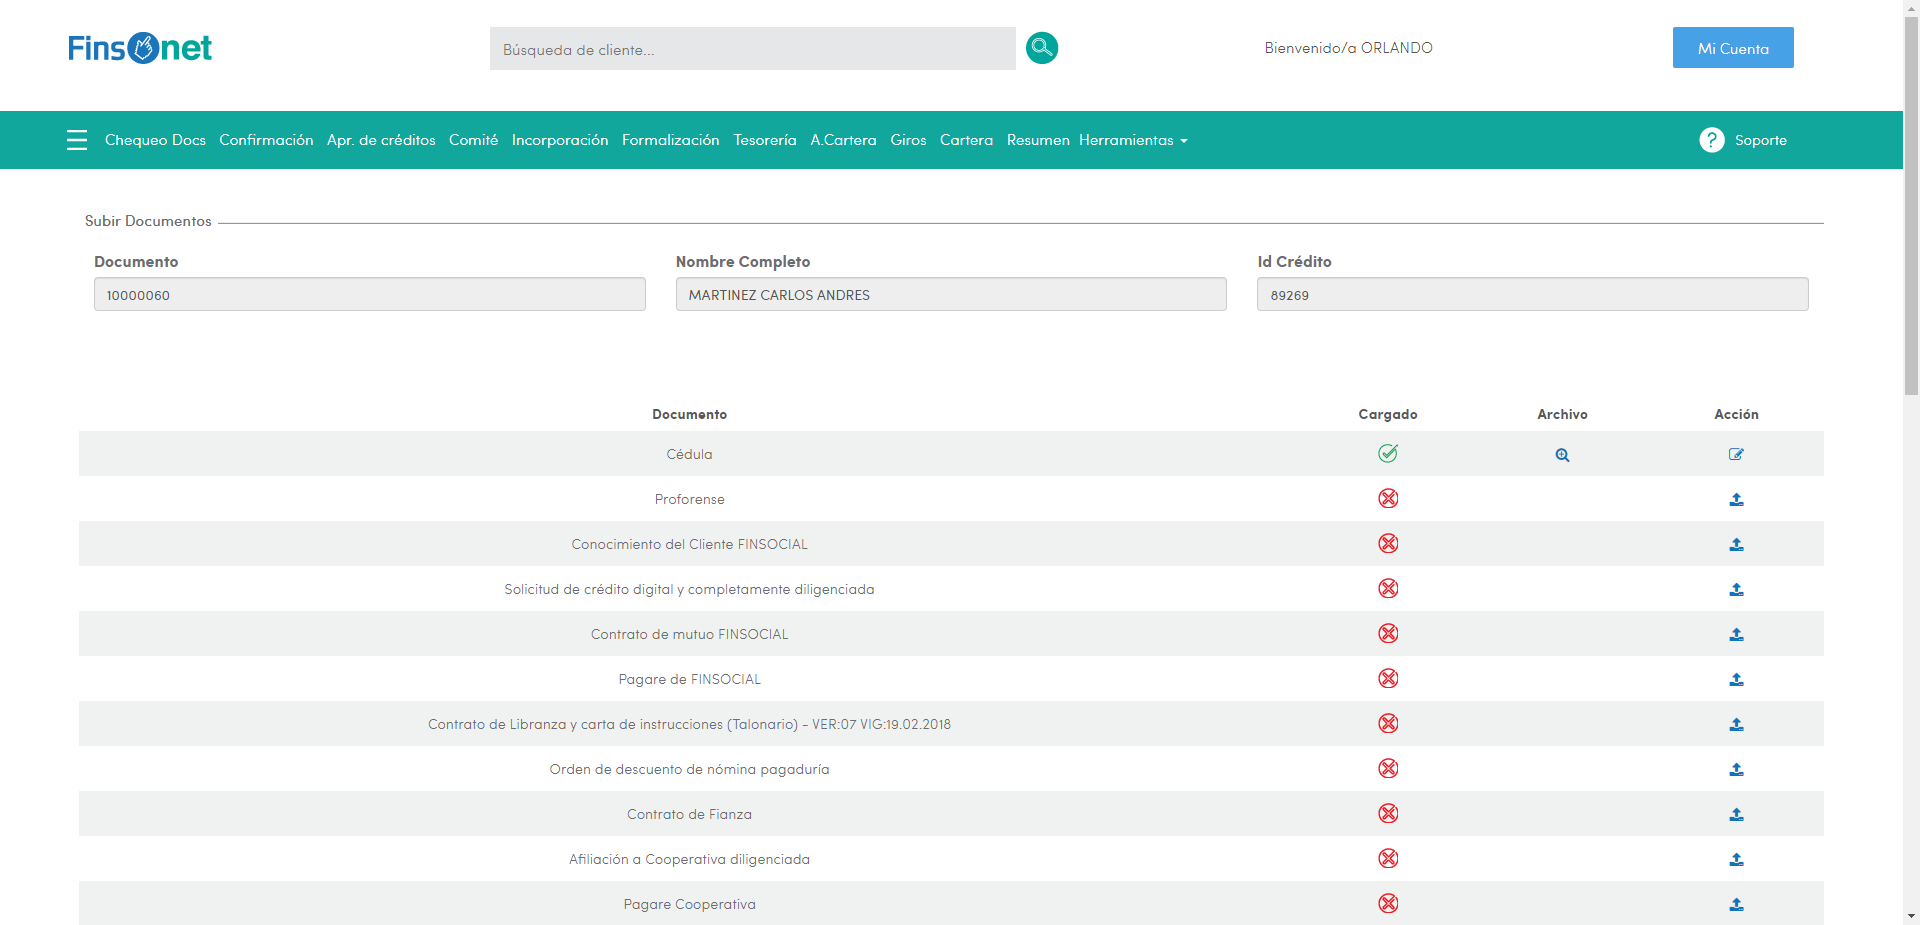 Finsonet
Búsqueda de cliente...
Bienvenido/a ORLANDO
Mi Cuenta
Chequeo Docs Confirmación Apr. de créditos Comité Incorporación Formalización Tesorería A.Cartera Giros Cartera Resumen Herramientas
? Soporte
Subir Documentos
Documento Nombre Completo Id Crédito
10000060 MARTINEZ CARLOS ANDRES 89269
Documento Cargado Archivo Acción
Cédula
Proforense
Conocimiento del Cliente FINSOCIAL
Solicitud de crédito digital y completamente diligenciada
Contrato de mutuo FINSOCIAL
Pagare de FINSOCIAL
Contrato de Libranza y carta de instrucciones (Talonario) - VER:07 VIG:19.02.2018
Orden de descuento de nómina pagaduría
Contrato de Fianza
Afiliación a Cooperativa diligenciada
Pagare Cooperativa